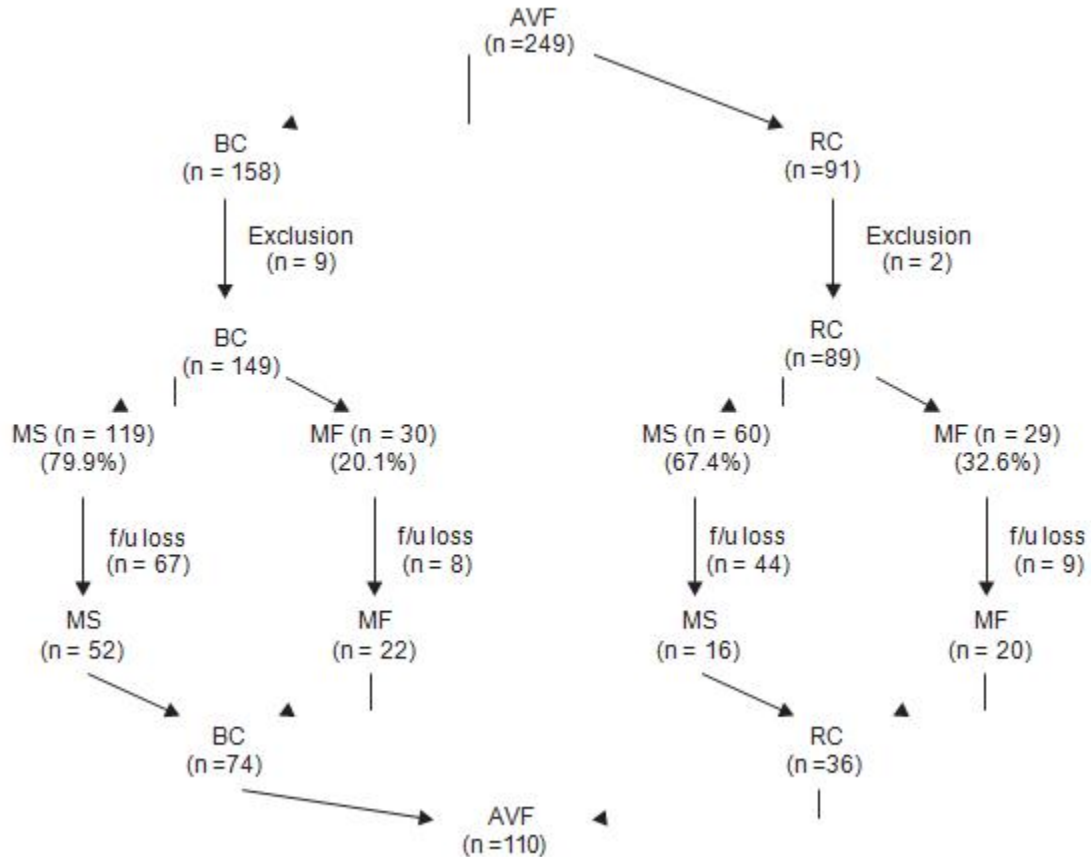 AVF
(n =249)
BC
(n = 158)
RC
(n =91)
Exclusion
(n = 9)
Exclusion
(n = 2)
BC
(n = 149)
RC
(n =89)
MS (n = 119)
(79.9%)
MF (n = 30)
(20.1%)
MS (n = 60)
(67.4%)
MF (n = 29)
(32.6%)
f/u loss
(n = 67)
f/u loss
(n = 8)
f/u loss
(n = 44)
f/u loss
(n = 9)
MS
(n = 52)
MF
(n = 22)
MS
(n = 16)
MF
(n = 20)
BC
(n =74)
RC
(n =36)
AVF
(n=110)